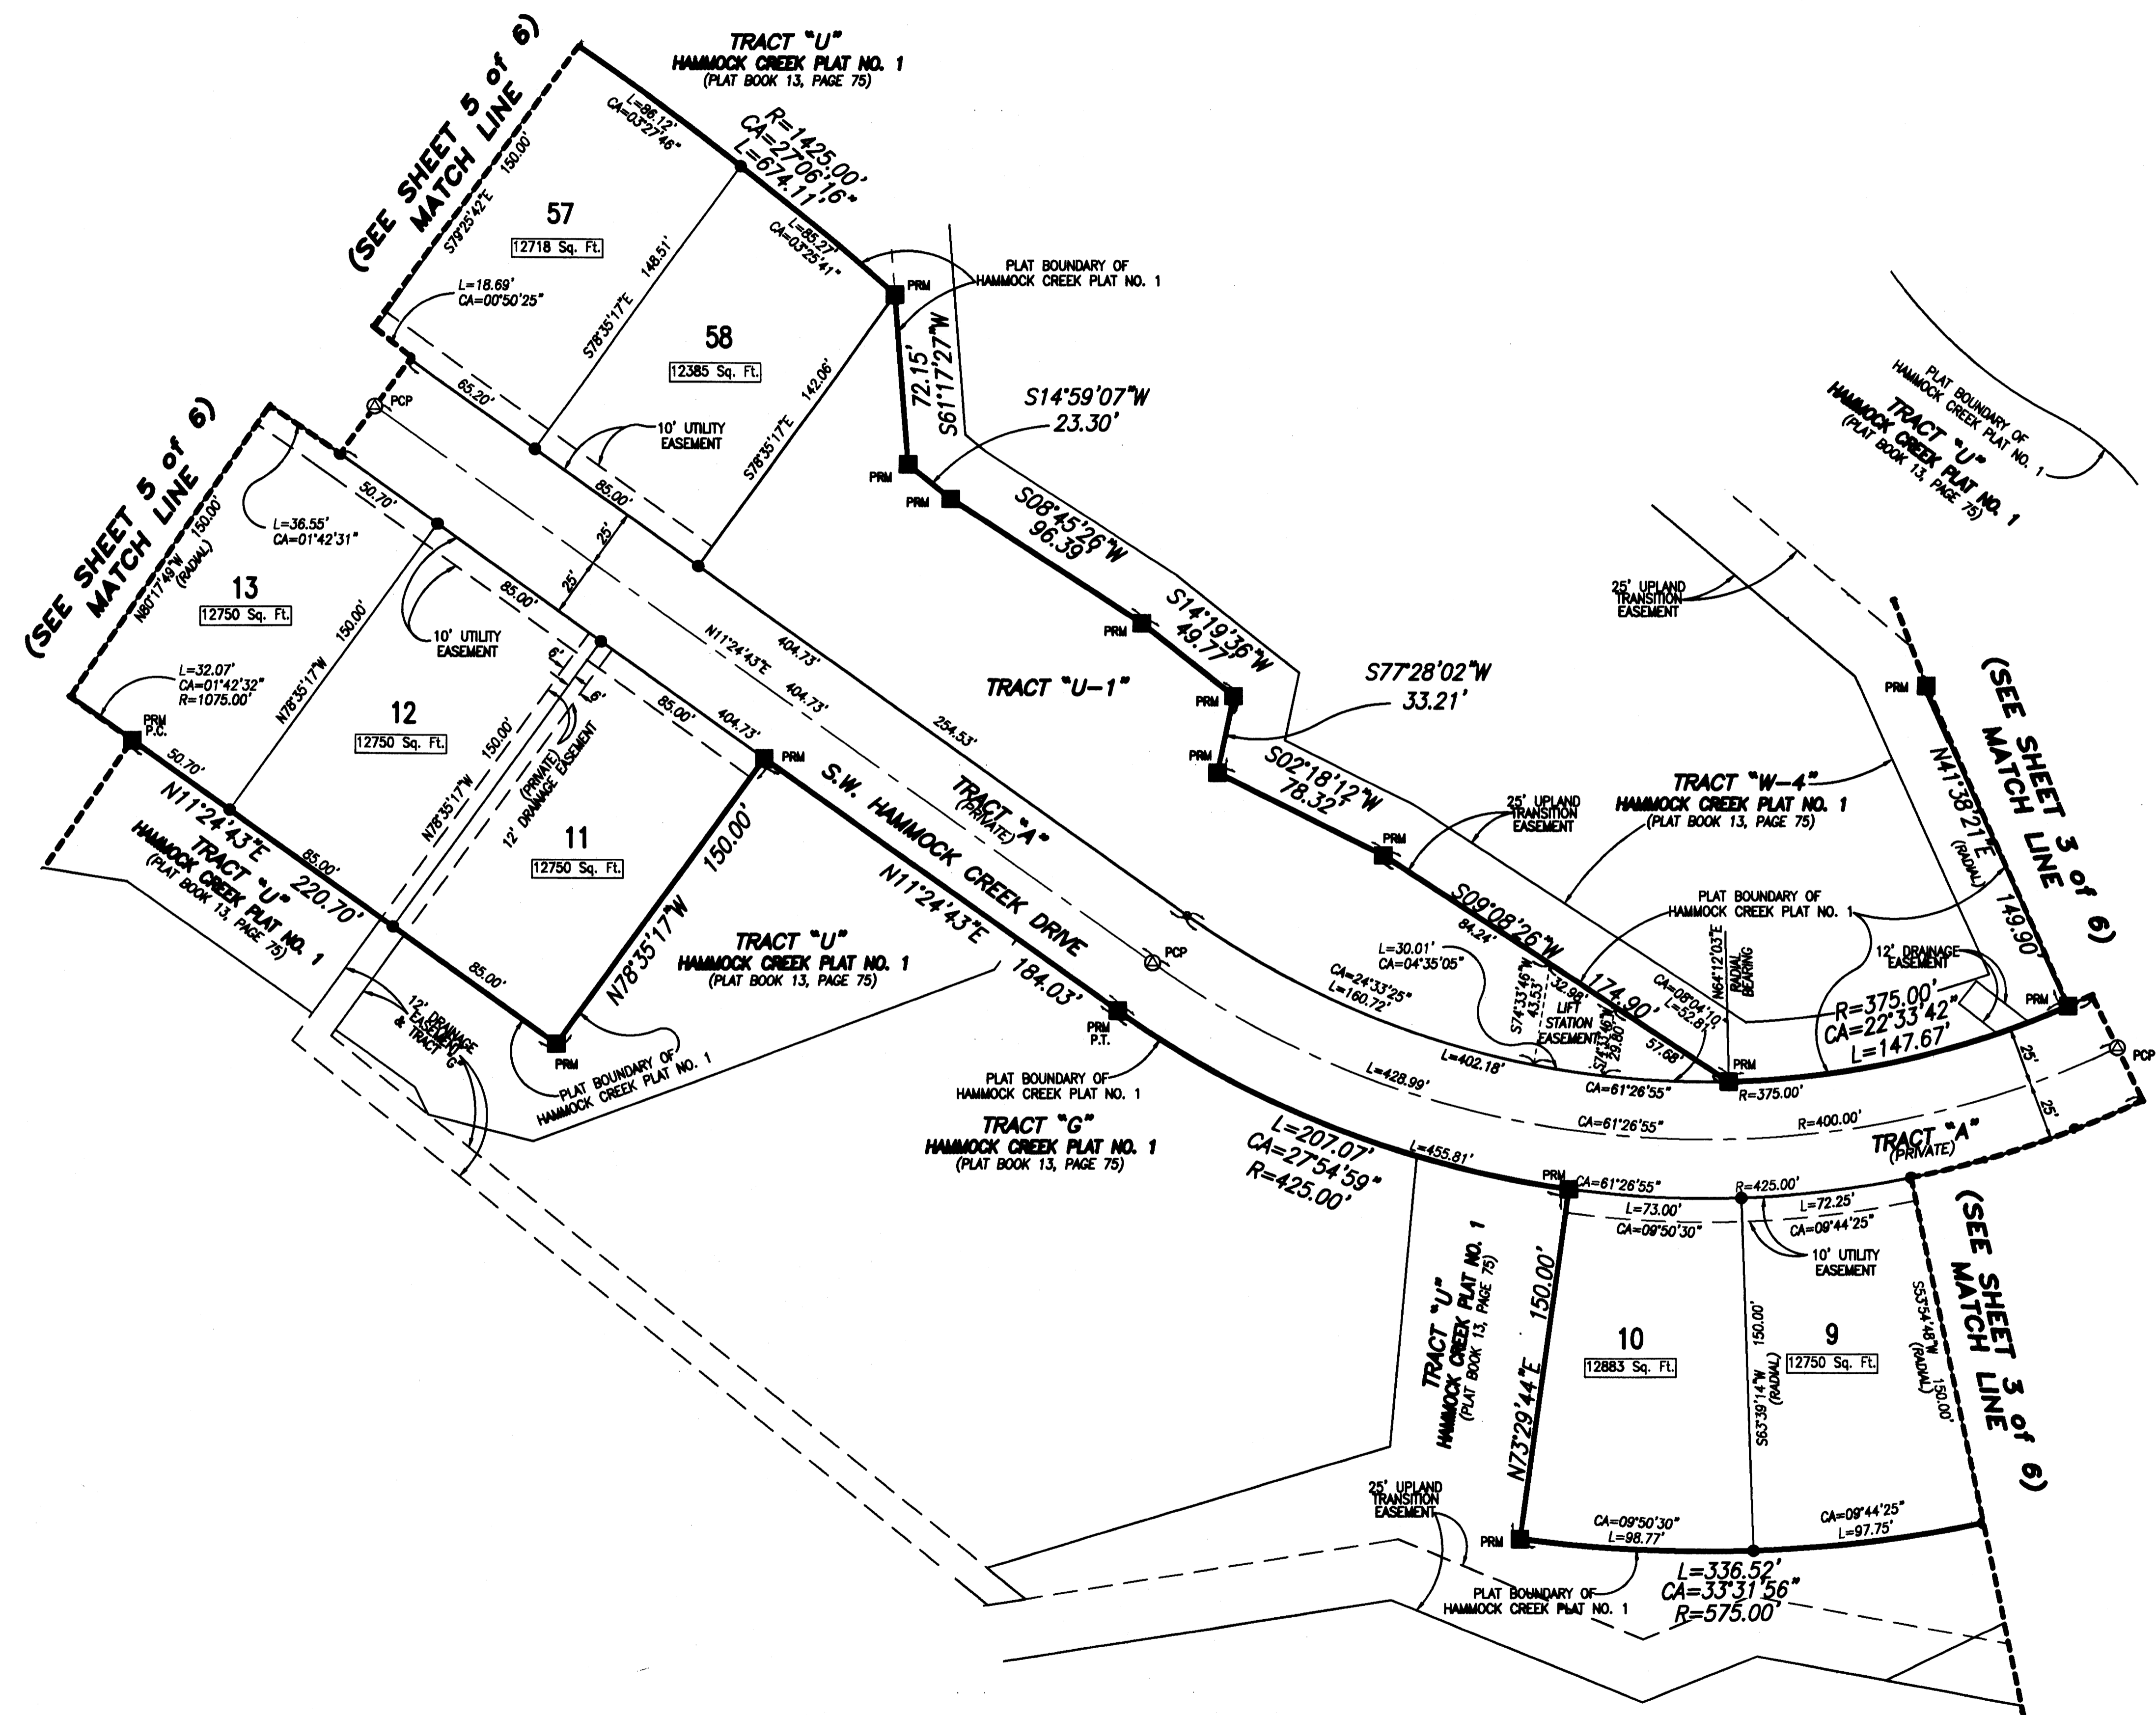 TRACT "U"
HAMMOCK CREEK PLAT NO. 1
(PLAT BOOK 13, PAGE 75)
(SEE SHEET 5 of 6)
MATCH LINE
L=86.12'
CA=03°27'46"
R=1425.00'
CA=27°06'16"
L=674.11'
S79°25'42"E 150.00'
57
12718 Sq. Ft.
148.51'
S78°35'17"E
L=85.27'
CA=03°25'41"
PRM
PLAT BOUNDARY OF
HAMMOCK CREEK PLAT NO. 1
L=18.69'
CA=00°50'25"
58
12385 Sq. Ft.
142.06'
S78°35'17"E
72.15'
S61°17'27"W
65.20'
PCP
10' UTILITY
EASEMENT
85.00'
25'
25'
PRM
S14°59'07"W
23.30'
PRM
S08°45'26"W
96.39'
PRM
S14°19'36"W
49.77'
PRM
S77°28'02"W
33.21'
PRM
S02°18'12"W
78.32'
TRACT "U-1"
PLAT BOUNDARY OF
HAMMOCK CREEK PLAT NO. 1
TRACT "U"
HAMMOCK CREEK PLAT NO. 1
(PLAT BOOK 13, PAGE 75)
25' UPLAND
TRANSITION
EASEMENT
(SEE SHEET 5 of 6)
MATCH LINE
N80°17'49"W 150.00'
(RADIAL)
L=36.55'
CA=01°42'31"
50.70'
13
12750 Sq. Ft.
L=32.07'
CA=01°42'32"
R=1075.00'
PRM
P.C.
150.00'
N78°35'17"W
10' UTILITY
EASEMENT
85.00'
12
12750 Sq. Ft.
6'
6'
150.00'
N78°35'17"W
(PRIVATE)
12' DRAINAGE EASEMENT
11
12750 Sq. Ft.
85.00'
404.73'
PRM
N11°24'43"E
404.73'
404.73'
254.53'
TRACT "A"
(PRIVATE)
S.W. HAMMOCK CREEK DRIVE
N11°24'43"E
184.03'
150.00'
N78°35'17"W
50.70'
N11°24'43"E
220.70'
85.00'
85.00'
TRACT "U"
HAMMOCK CREEK PLAT NO. 1
(PLAT BOOK 13, PAGE 75)
TRACT "U"
HAMMOCK CREEK PLAT NO. 1
(PLAT BOOK 13, PAGE 75)
12' DRAINAGE
EASEMENT
& TRACT "G"
PRM
PLAT BOUNDARY OF
HAMMOCK CREEK PLAT NO. 1
PCP
PRM
P.T.
PLAT BOUNDARY OF
HAMMOCK CREEK PLAT NO. 1
TRACT "G"
HAMMOCK CREEK PLAT NO. 1
(PLAT BOOK 13, PAGE 75)
PRM
25' UPLAND
TRANSITION
EASEMENT
TRACT "W-4"
HAMMOCK CREEK PLAT NO. 1
(PLAT BOOK 13, PAGE 75)
PRM
(SEE SHEET 3 of 6)
MATCH LINE
N41°38'21"E
(RADIAL)
149.90'
PLAT BOUNDARY OF
HAMMOCK CREEK PLAT NO. 1
S09°08'26"W
84.24'
174.90'
32.98'
57.68'
L=30.01'
CA=04°35'05"
S74°33'46"W
43.53'
LIFT
STATION
EASEMENT
S74°33'46"W
29.80'
CA=08°04'10"
L=52.81'
N64°12'03"E
RADIAL
BEARING
12' DRAINAGE
EASEMENT
R=375.00'
CA=22°33'42"
L=147.67'
PRM
PRM
PCP
25'
25'
CA=24°33'25"
L=160.72'
L=402.18'
CA=61°26'55"
R=375.00'
L=428.99'
CA=61°26'55"
R=400.00'
TRACT "A"
(PRIVATE)
L=207.07'
CA=27°54'59"
R=425.00'
L=455.81'
PRM
CA=61°26'55"
R=425.00'
L=73.00'
CA=09°50'30"
L=72.25'
CA=09°44'25"
10' UTILITY
EASEMENT
TRACT "U"
HAMMOCK CREEK PLAT NO. 1
(PLAT BOOK 13, PAGE 75)
N73°29'44"E 150.00'
10
12883 Sq. Ft.
S63°39'14"W 150.00'
(RADIAL)
9
12750 Sq. Ft.
S53°54'48"W 150.00'
(RADIAL)
(SEE SHEET 3 of 6)
MATCH LINE
25' UPLAND
TRANSITION
EASEMENT
PRM
CA=09°50'30"
L=98.77'
CA=09°44'25"
L=97.75'
L=336.52'
CA=33°31'56"
R=575.00'
PLAT BOUNDARY OF
HAMMOCK CREEK PLAT NO. 1